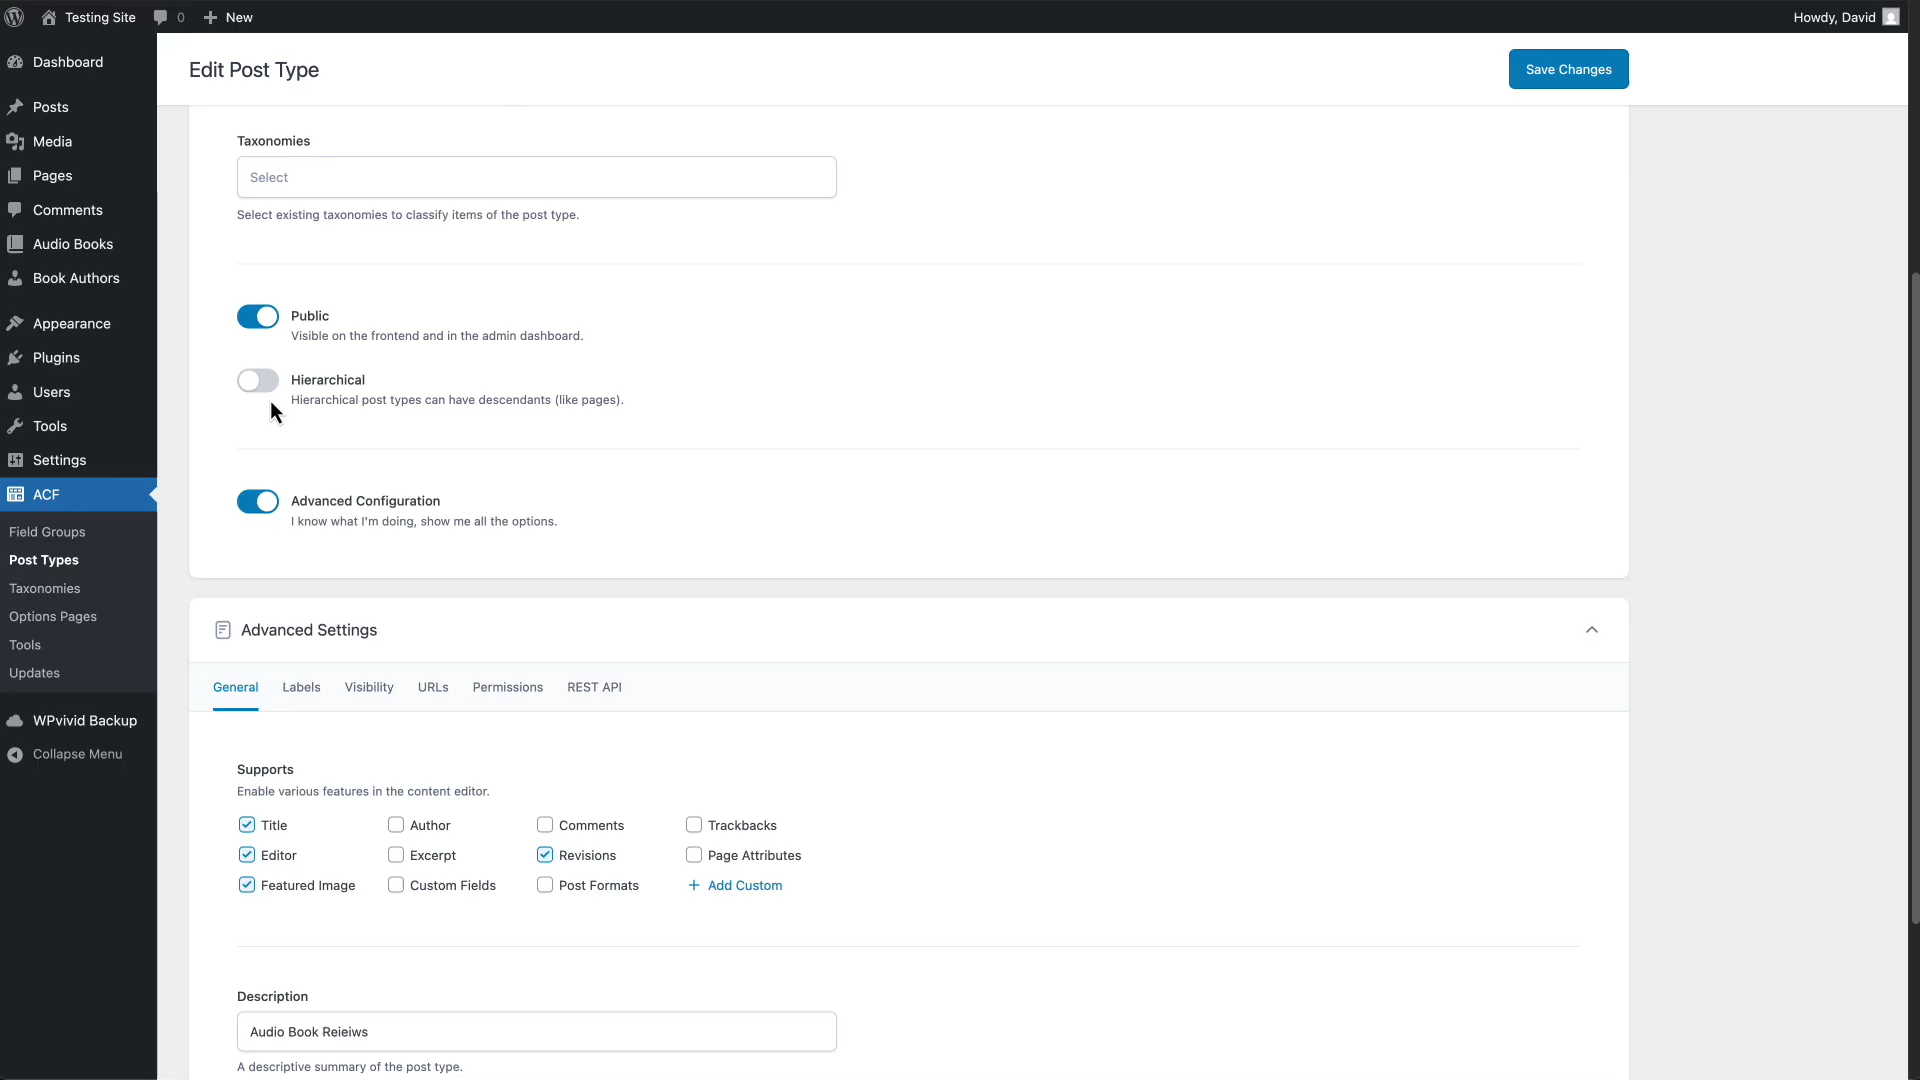 Testing Site
0
New
Howdy, David
Dashboard
Posts
Media
Pages
Comments
Audio Books
Book Authors
Appearance
Plugins
Users
Tools
Settings
ACF
Field Groups
Post Types
Taxonomies
Options Pages
Tools
Updates
WPvivid Backup
Collapse Menu
Edit Post Type
Save Changes
Taxonomies
Select
Select existing taxonomies to classify items of the post type.
Public
Visible on the frontend and in the admin dashboard.
Hierarchical
Hierarchical post types can have descendants (like pages).
Advanced Configuration
I know what I'm doing, show me all the options.
Advanced Settings
General Labels Visibility URLs Permissions REST API
Supports
Enable various features in the content editor.
Title Author Comments Trackbacks
Editor Excerpt Revisions Page Attributes
Featured Image Custom Fields Post Formats + Add Custom
Description
Audio Book Reieiws
A descriptive summary of the post type.